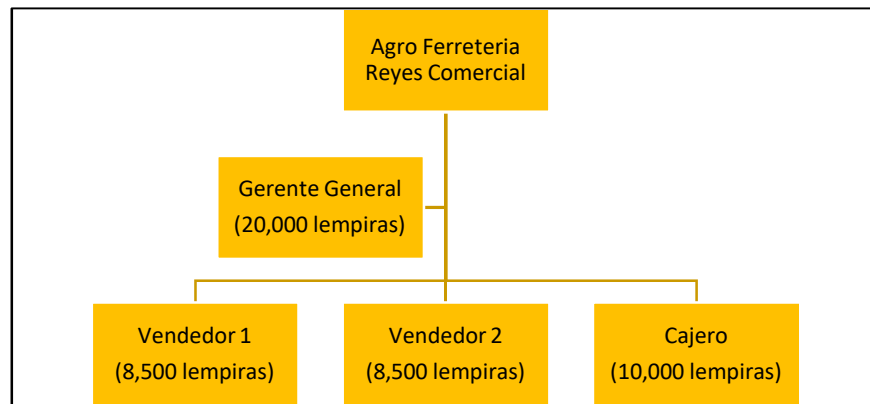 Agro Ferreteria
Reyes Comercial
Gerente General
(20,000 lempiras)
Vendedor 1
(8,500 lempiras)
Vendedor 2
(8,500 lempiras)
Cajero
(10,000 lempiras)